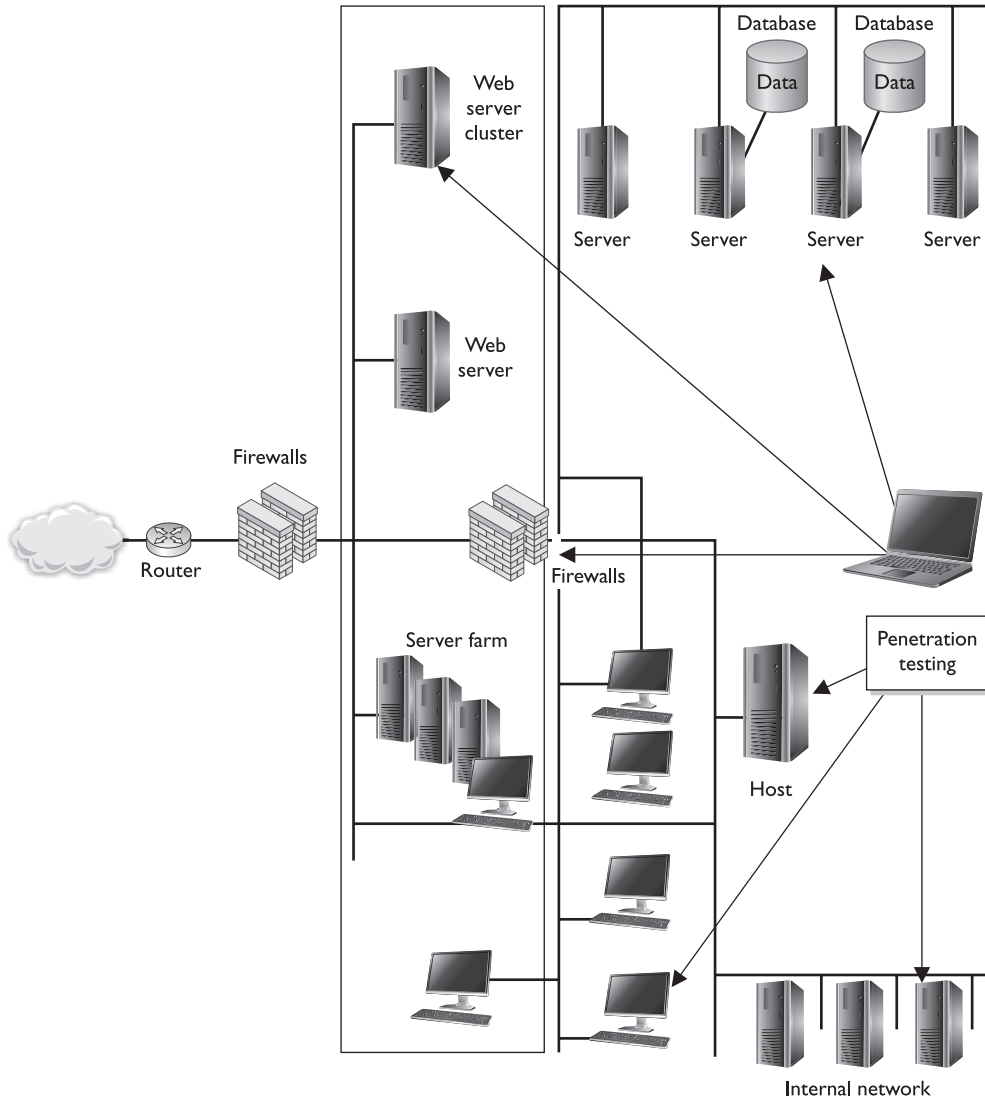 Database
Database
Data
Data
Web
server
cluster
Server
Server
Server
Server
Web
server
Firewalls
Router
Firewalls
Server farm
Penetration
testing
Host
Internal network